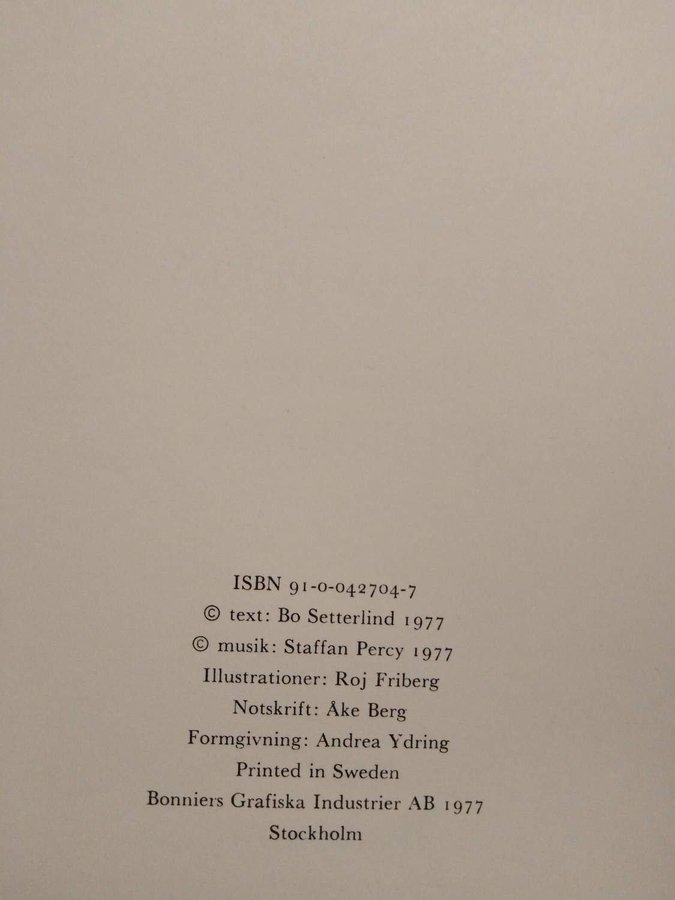 ISBN 91-0-042704-7
© text: Bo Setterlind 1977
© musik: Staffan Percy 1977
Illustrationer: Roj Friberg
Notskrift: Åke Berg
Formgivning: Andrea Ydring
Printed in Sweden
Bonniers Grafiska Industrier AB 1977
Stockholm